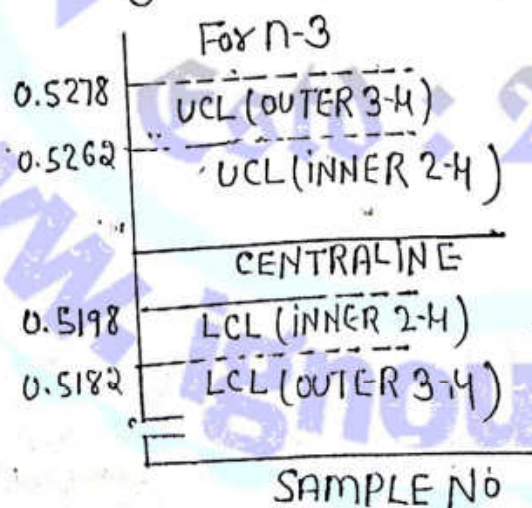 For n-3
0.5278
UCL (OUTER 3-H)
0.5262
UCL (INNER 2-H)
CENTRALINE
0.5198
LCL (INNER 2-H)
0.5182
LCL (OUTER 3-H)
SAMPLE NO